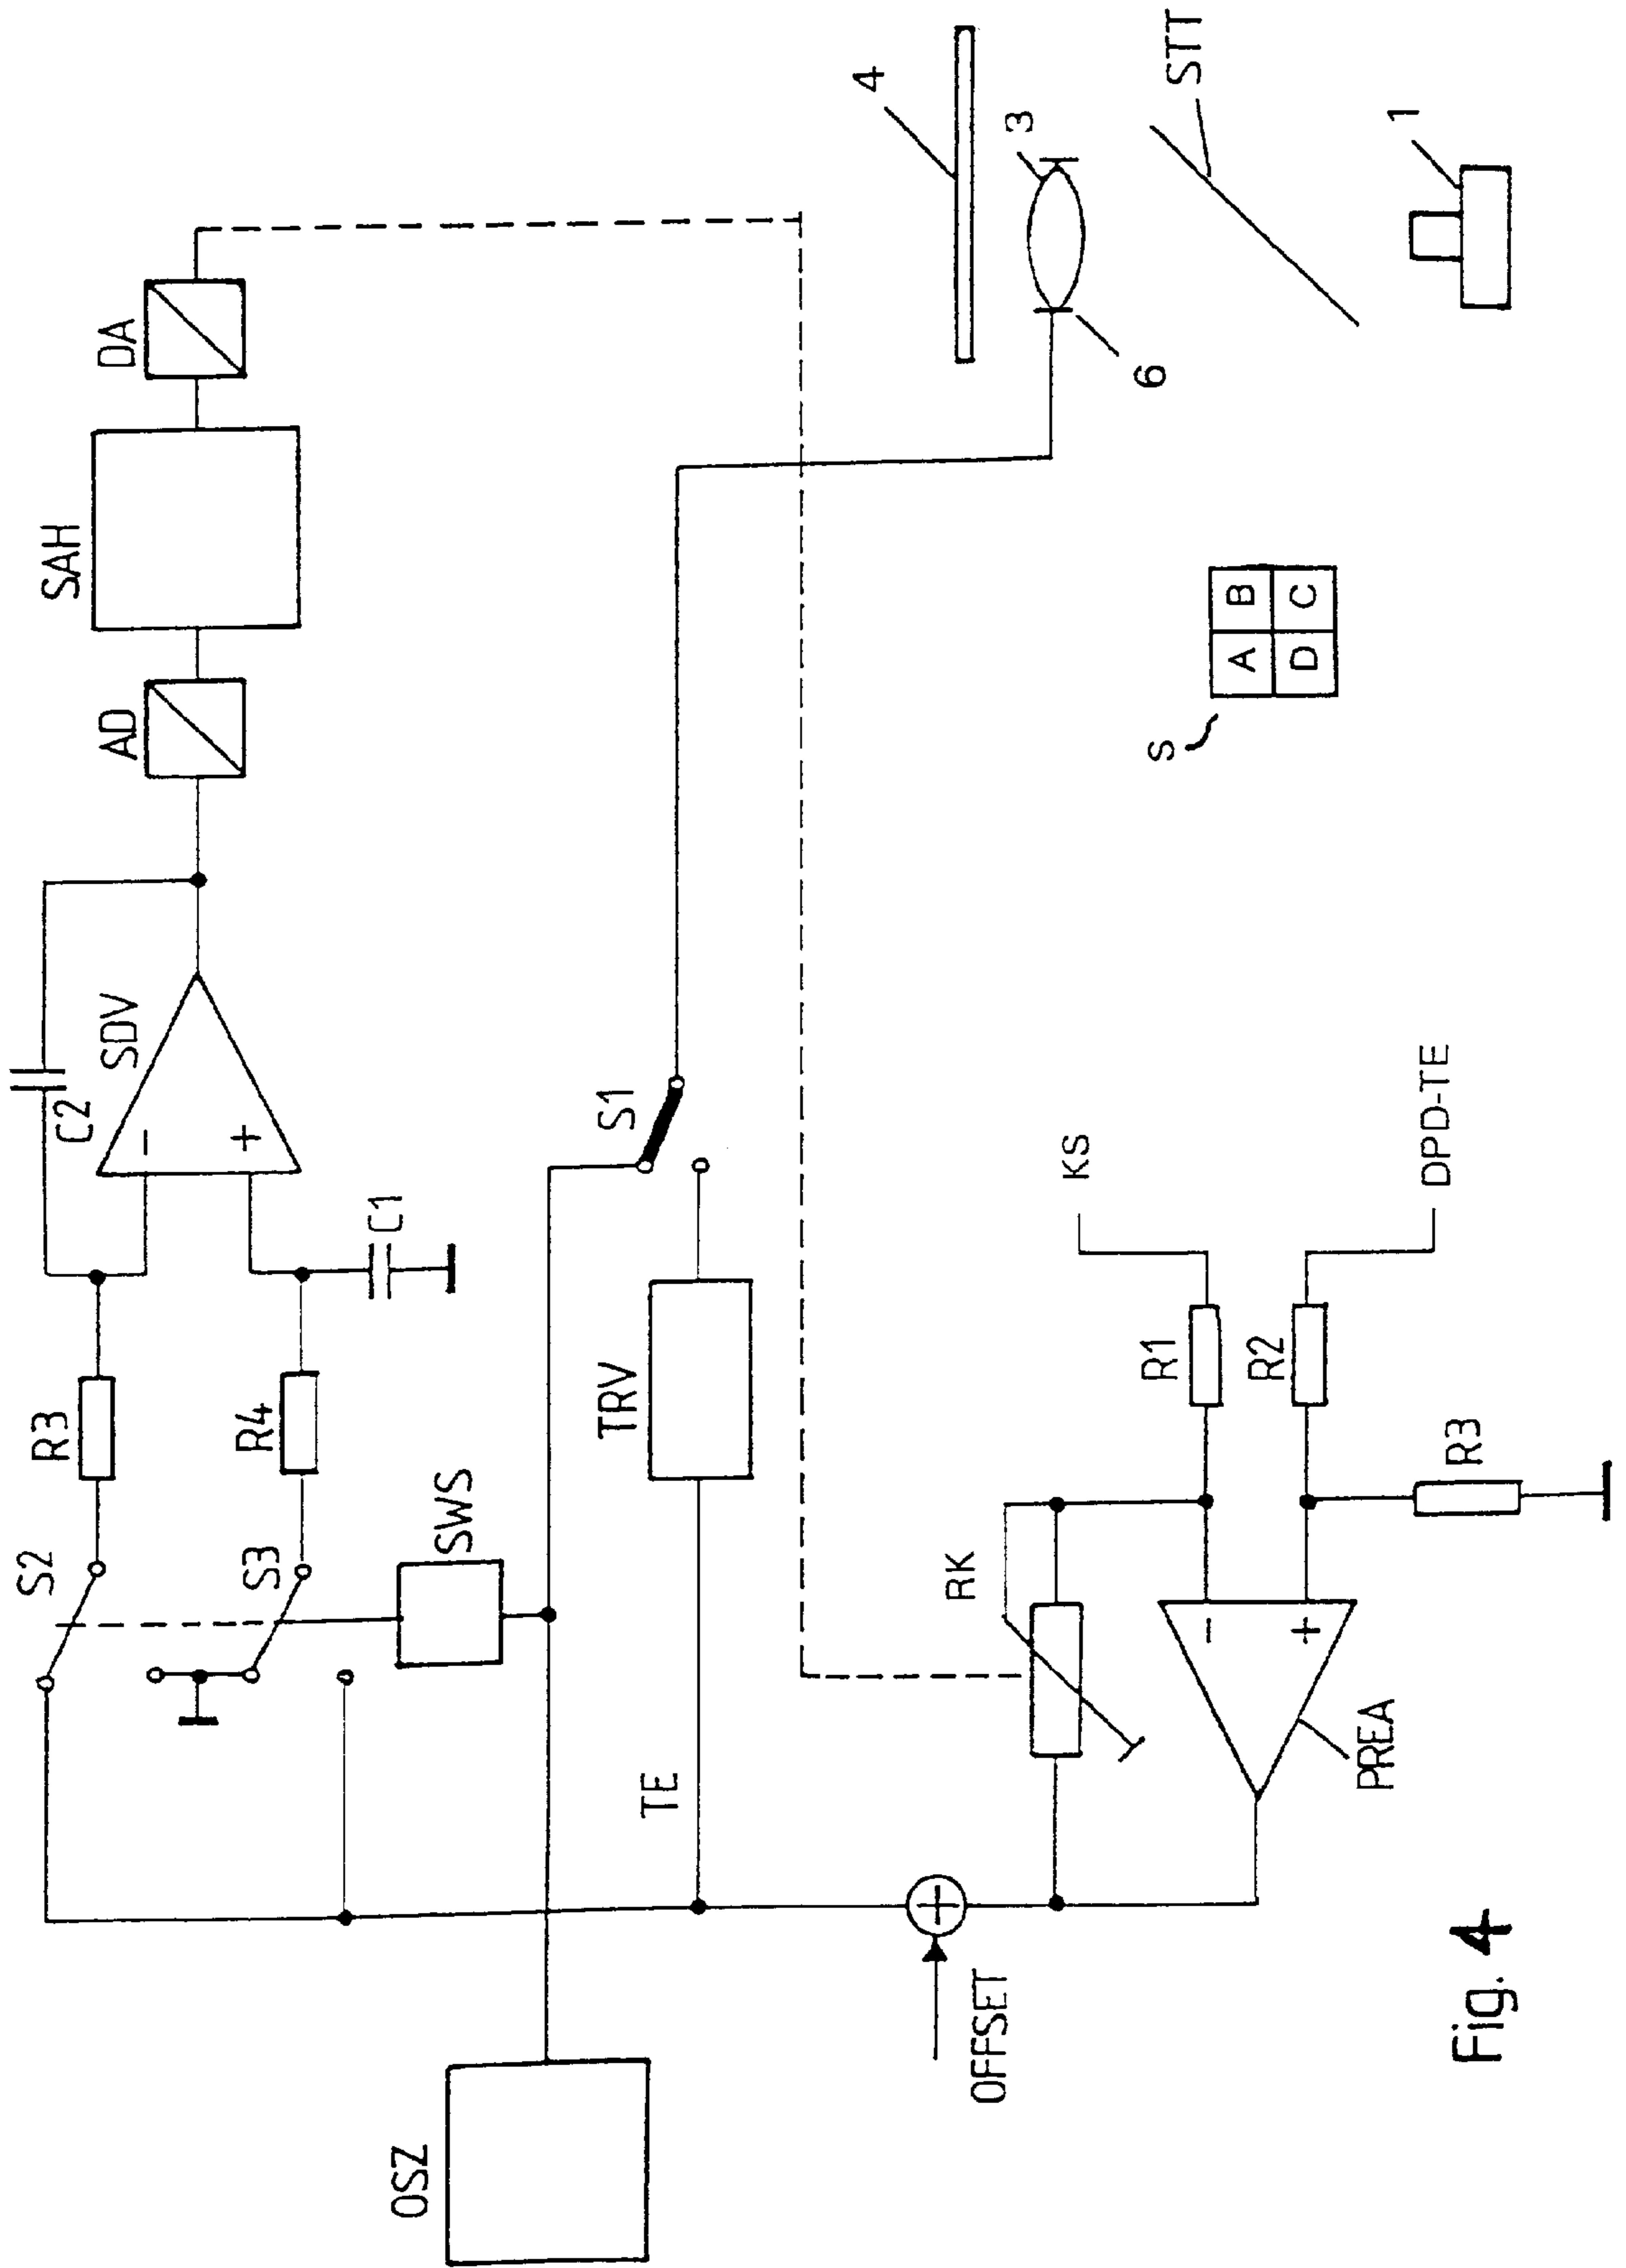 OSZ
S2
R3
C2
SDV
AD
SAH
DA
S3
R4
C1
−
+
SWS
S1
TRV
TE
4
3
6
STT
1
S
A B
D C
OFFSET
RK
KS
R1
R2
DPD-TE
−
+
R3
PREA
Fig. 4